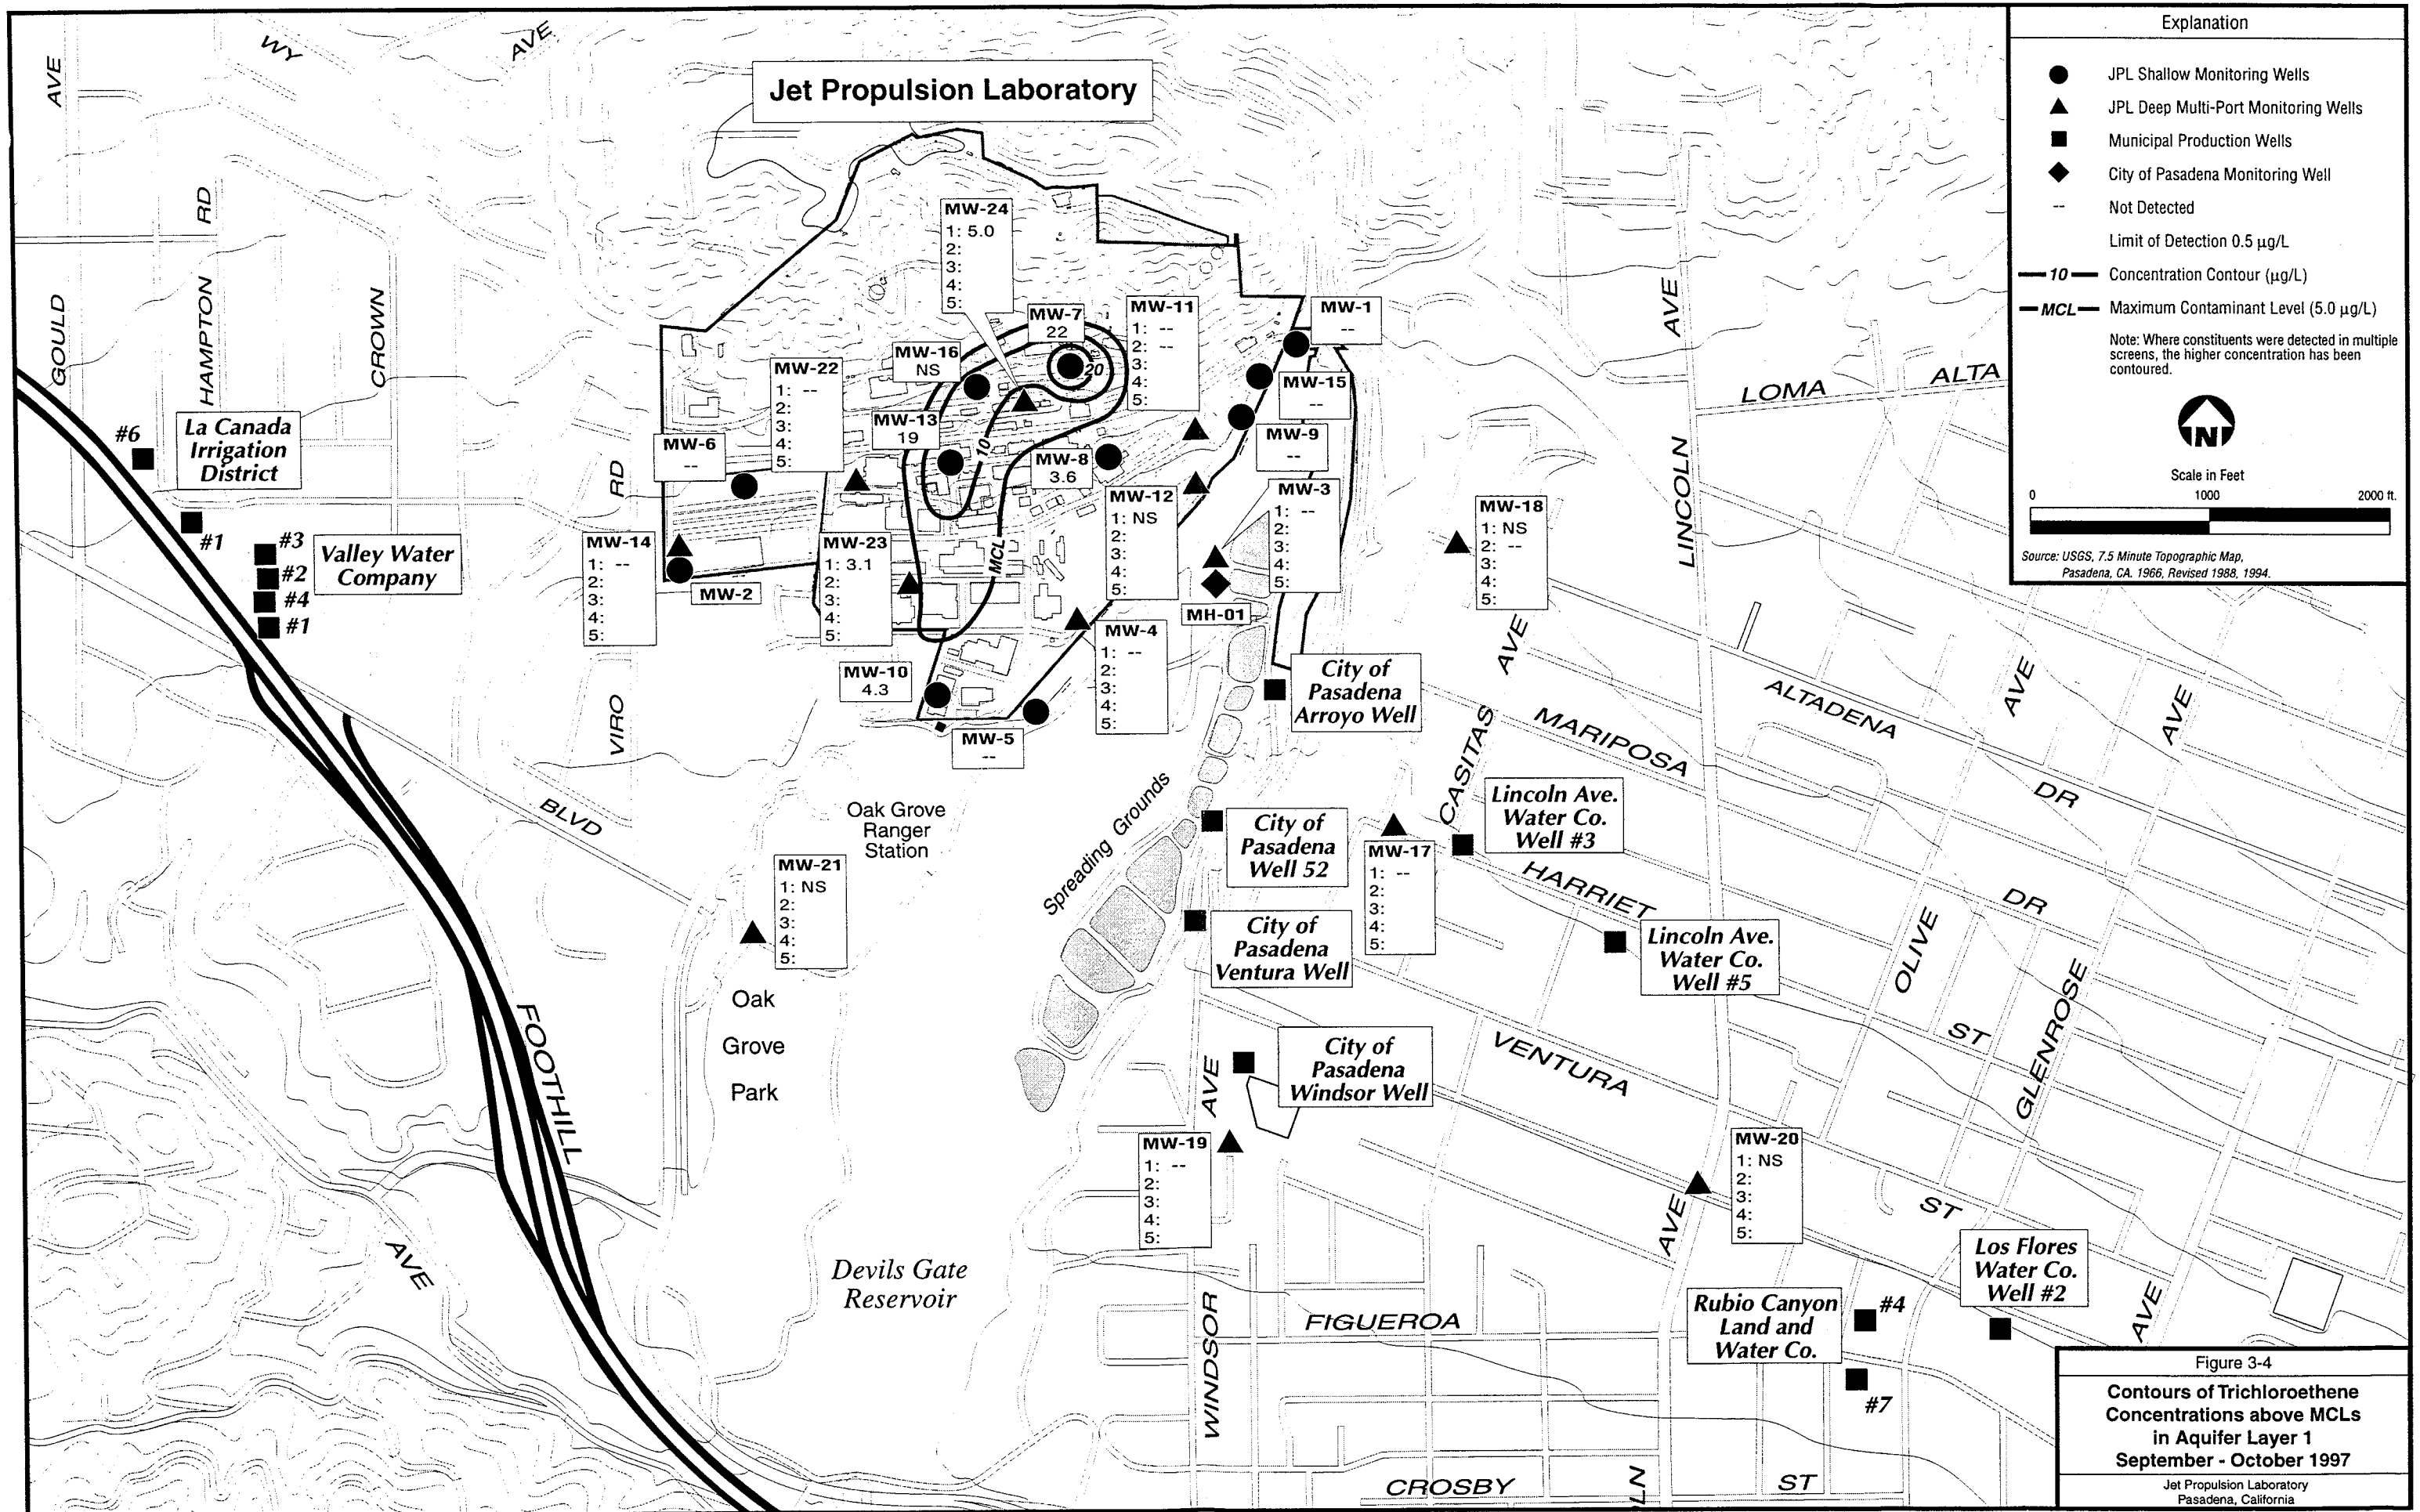 Explanation
JPL Shallow Monitoring Wells
JPL Deep Multi-Port Monitoring Wells
Municipal Production Wells
City of Pasadena Monitoring Well
-- Not Detected
Limit of Detection 0.5 µg/L
10 Concentration Contour (µg/L)
MCL Maximum Contaminant Level (5.0 µg/L)
Note: Where constituents were detected in multiple
screens, the higher concentration has been
contoured.
N
Scale in Feet
0 1000 2000 ft.
Source: USGS, 7.5 Minute Topographic Map,
Pasadena, CA. 1966, Revised 1988, 1994.
Jet Propulsion Laboratory
AVE
WY
AVE
GOULD
HAMPTON
RD
CROWN
RD
VIRO
BLVD
FOOTHILL
AVE
#6
La Canada
Irrigation
District
#1
#3
#2
#4
#1
Valley Water
Company
MW-24
1: 5.0
2:
3:
4:
5:
MW-7
22
20
MW-11
1: --
2: --
3:
4:
5:
MW-1
--
MW-16
NS
MW-22
1: --
2:
3:
4:
5:
MW-15
--
MW-13
19
10
MW-6
--
MW-8
3.6
MW-9
--
MW-12
1: NS
2:
3:
4:
5:
MW-3
1: --
2:
3:
4:
5:
MW-18
1: NS
2: --
3:
4:
5:
MW-14
1: --
2:
3:
4:
5:
MW-2
MW-23
1: 3.1
2:
3:
4:
5:
MCL
MH-01
MW-4
1: --
2:
3:
4:
5:
MW-10
4.3
MW-5
--
City of
Pasadena
Arroyo Well
LINCOLN
AVE
LOMA
ALTA
ALTADENA
DR
MARIPOSA
DR
CASITAS
AVE
AVE
AVE
Oak Grove
Ranger
Station
Spreading Grounds
City of
Pasadena
Well 52
MW-17
1: --
2:
3:
4:
5:
Lincoln Ave.
Water Co.
Well #3
HARRIET
ST
Lincoln Ave.
Water Co.
Well #5
OLIVE
GLENROSE
MW-21
1: NS
2:
3:
4:
5:
City of
Pasadena
Ventura Well
Oak
Grove
Park
City of
Pasadena
Windsor Well
VENTURA
ST
AVE
WINDSOR
MW-19
1: --
2:
3:
4:
5:
MW-20
1: NS
2:
3:
4:
5:
AVE
Devils Gate
Reservoir
FIGUEROA
Rubio Canyon
Land and
Water Co.
#4
#7
Los Flores
Water Co.
Well #2
AVE
CROSBY
ST
LN
Figure 3-4
Contours of Trichloroethene
Concentrations above MCLs
in Aquifer Layer 1
September - October 1997
Jet Propulsion Laboratory
Pasadena, California